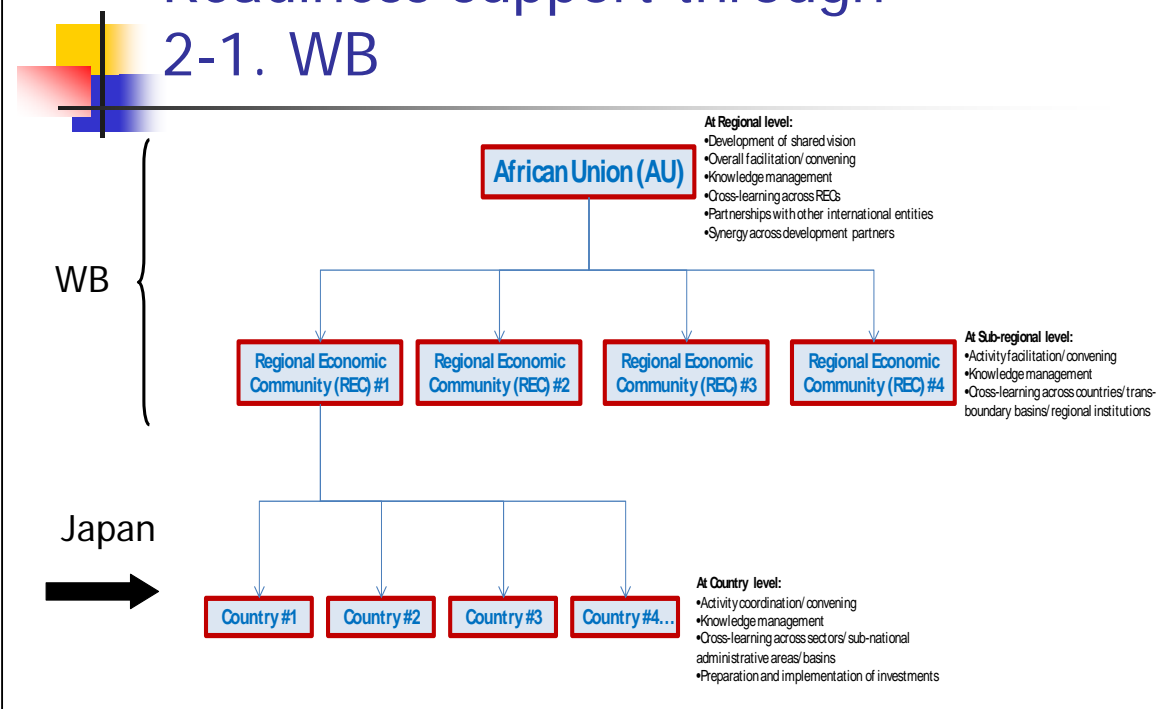 Readiness support through
2-1. WB
At Regional level:
•Development of shared vision
•Overall facilitation/ convening
•Knowledge management
•Cross-learning across RECs
•Partnerships with other international entities
•Synergy across development partners
African Union (AU)
WB
Regional Economic
Community (REC) #1
Regional Economic
Community (REC) #2
Regional Economic
Community (REC) #3
Regional Economic
Community (REC) #4
At Sub-regional level:
•Activity facilitation/ convening
•Knowledge management
•Cross-learning across countries/ trans-
boundary basins/ regional institutions
Japan
Country #1
Country #2
Country #3
Country #4...
At Country level:
•Activity coordination/ convening
•Knowledge management
•Cross-learning across sectors/ sub-national
administrative areas/ basins
•Preparation and implementation of investments